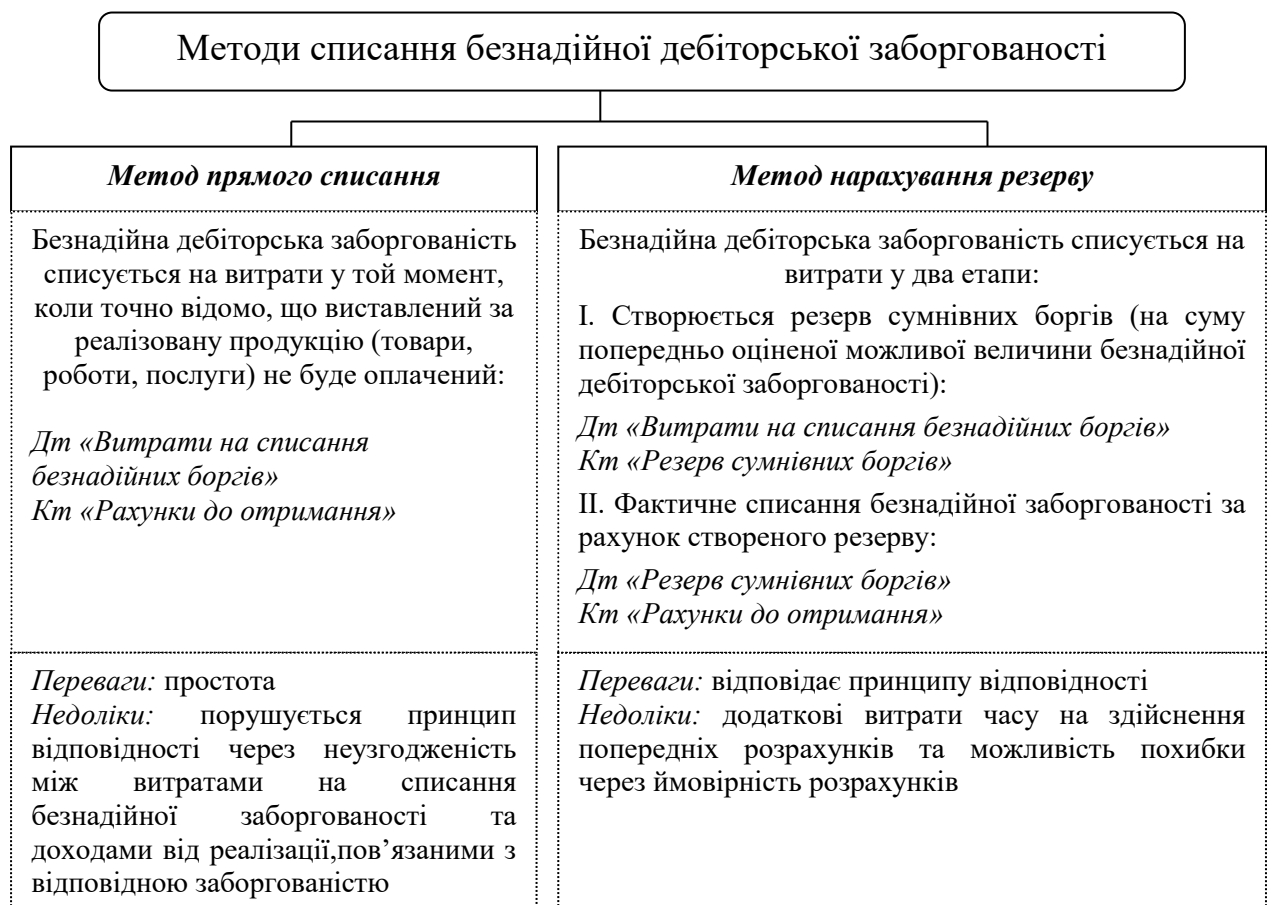 Методи списання безнадійної дебіторської заборгованості
Метод прямого списання
Безнадійна дебіторська заборгованість
списується на витрати у той момент,
коли точно відомо, що виставлений за
реалізовану продукцію (товари,
роботи, послуги) не буде оплачений:
Дт «Витрати на списання
безнадійних боргів»
Кт «Рахунки до отримання»
Переваги: простота
Недоліки: порушується принцип
відповідності через неузгодженість
між витратами на списання
безнадійної заборгованості та
доходами від реалізації,пов’язаними з
відповідною заборгованістю
Метод нарахування резерву
Безнадійна дебіторська заборгованість списується на
витрати у два етапи:
І. Створюється резерв сумнівних боргів (на суму
попередньо оціненої можливої величини безнадійної
дебіторської заборгованості):
Дт «Витрати на списання безнадійних боргів»
Кт «Резерв сумнівних боргів»
ІІ. Фактичне списання безнадійної заборгованості за
рахунок створеного резерву:
Дт «Резерв сумнівних боргів»
Кт «Рахунки до отримання»
Переваги: відповідає принципу відповідності
Недоліки: додаткові витрати часу на здійснення
попередніх розрахунків та можливість похибки
через ймовірність розрахунків